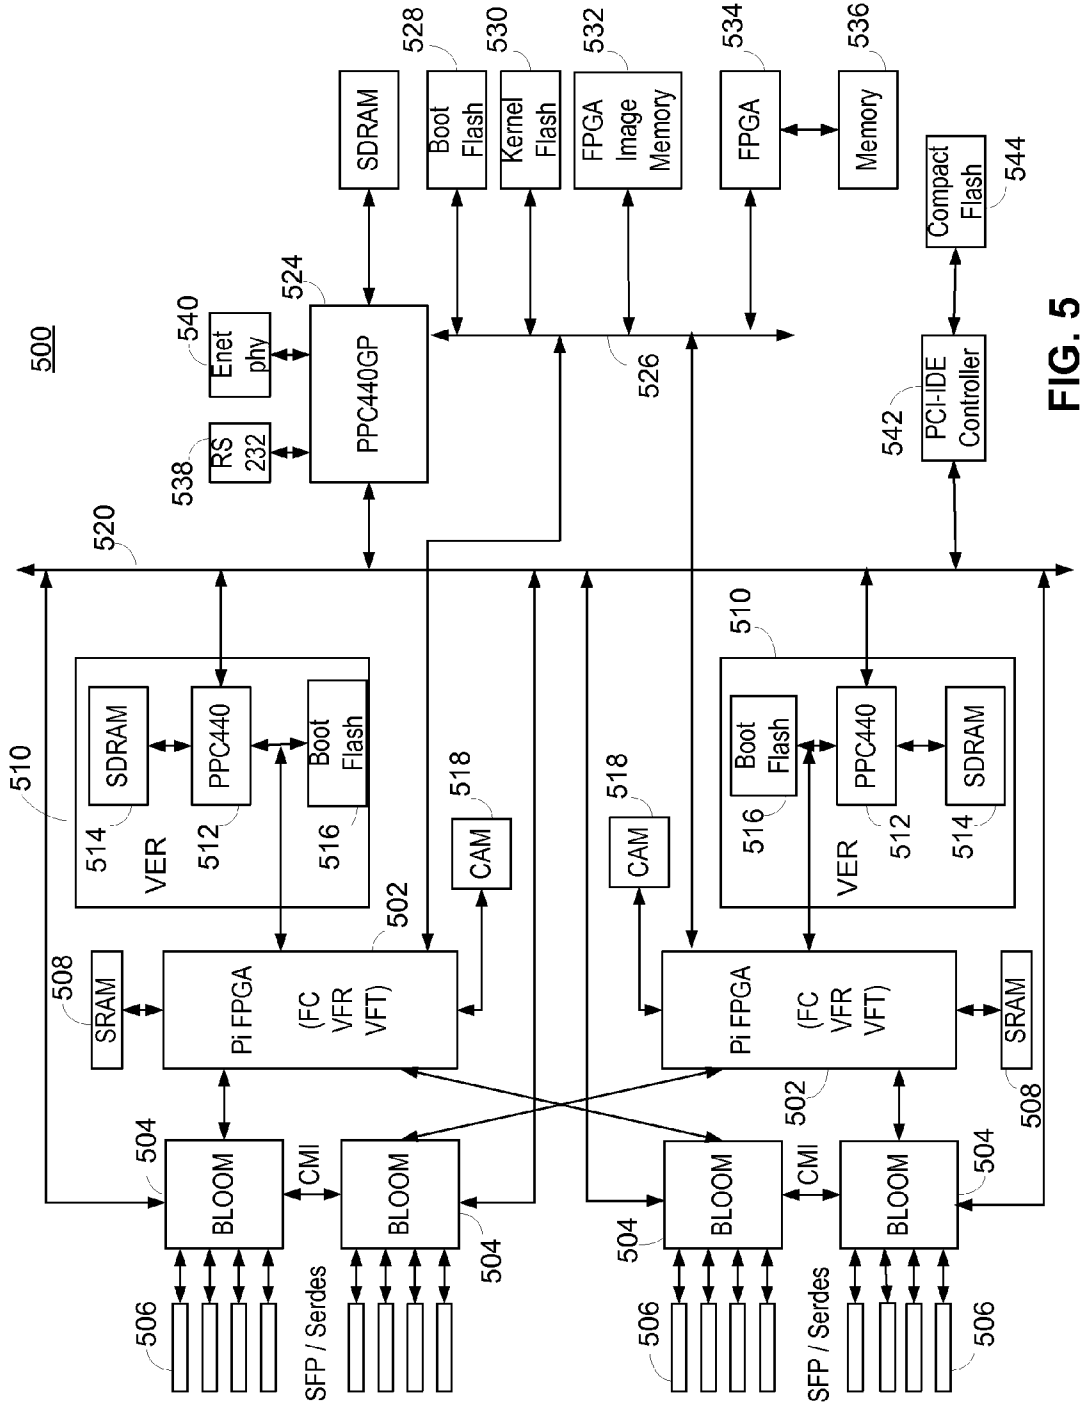 500
506
SFP / Serdes
506
SFP / Serdes
506
504
BLOOM
CMI
BLOOM
504
504
BLOOM
CMI
BLOOM
504
508
SRAM
Pi FPGA
(FC
VFR
VFT)
502
Pi FPGA
(FC
VFR
VFT)
502
SRAM
508
510
VER
SDRAM
514
PPC440
512
Boot
Flash
516
CAM
518
CAM
518
510
VER
Boot
Flash
516
PPC440
512
SDRAM
514
520
RS
232
538
Enet
phy
540
PPC440GP
524
526
SDRAM
Boot
Flash
528
Kernel
Flash
530
FPGA
Image
Memory
532
FPGA
534
Memory
536
PCI-IDE
Controller
542
Compact
Flash
544
FIG. 5